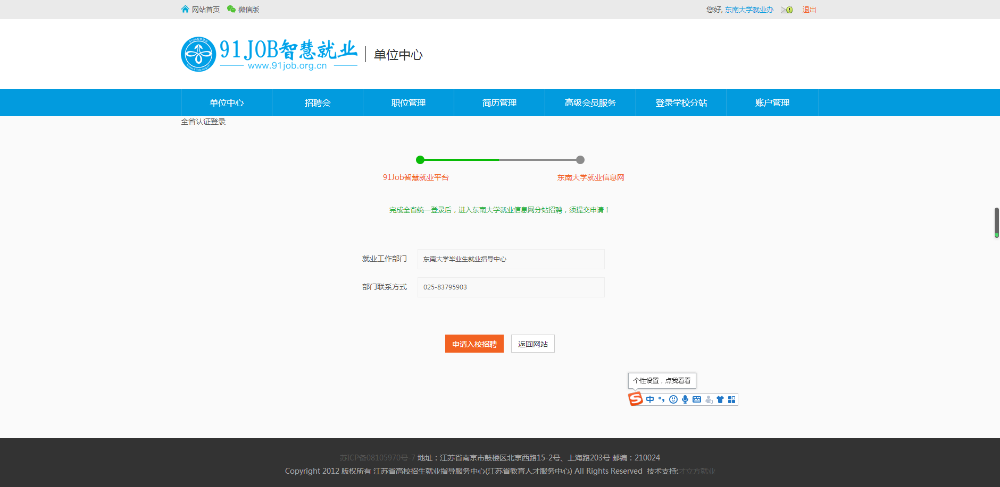 网站首页 微信版 您好, 东南大学就业办 退出
91JOB智慧就业 单位中心
www.91job.org.cn
单位中心 招聘会 职位管理 简历管理 高级会员服务 登录学校分站 账户管理
全省认证登录
91Job智慧就业平台 东南大学就业信息网
完成全省统一登录后，进入东南大学就业信息网分站招聘，须提交申请！
就业工作部门 东南大学毕业生就业指导中心
部门联系方式 025-83795903
申请入校招聘 返回网站
个性设置，点我看看
S 中
苏ICP备08105970号-7 地址：江苏省南京市鼓楼区北京西路15-2号、上海路203号 邮编：210024
Copyright 2012 版权所有 江苏省高校招生就业指导服务中心(江苏省教育人才服务中心) All Rights Reserved 技术支持:才立方就业